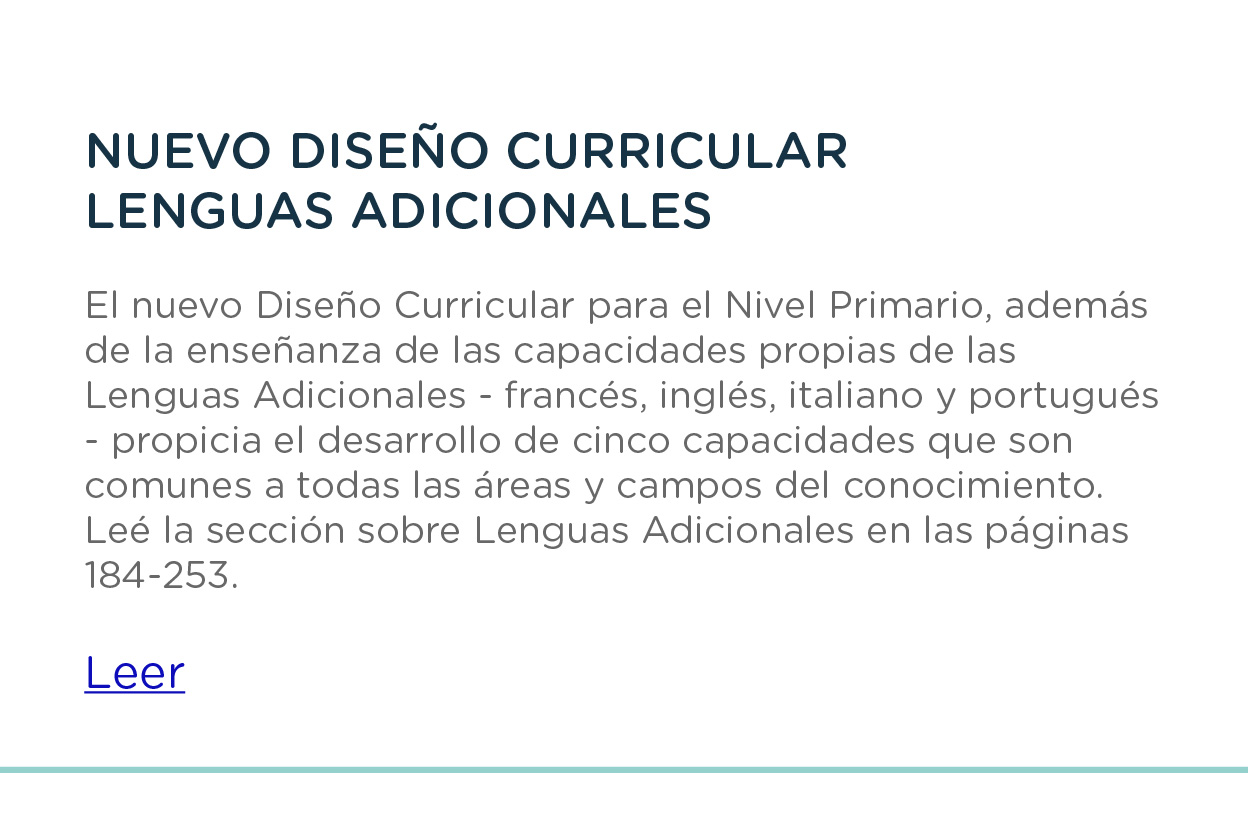 NUEVO DISEÑO CURRICULAR
LENGUAS ADICIONALES
El nuevo Diseño Curricular para el Nivel Primario, además
de la enseñanza de las capacidades propias de las
Lenguas Adicionales - francés, inglés, italiano y portugués
- propicia el desarrollo de cinco capacidades que son
comunes a todas las áreas y campos del conocimiento.
Leé la sección sobre Lenguas Adicionales en las páginas
184-253.
Leer